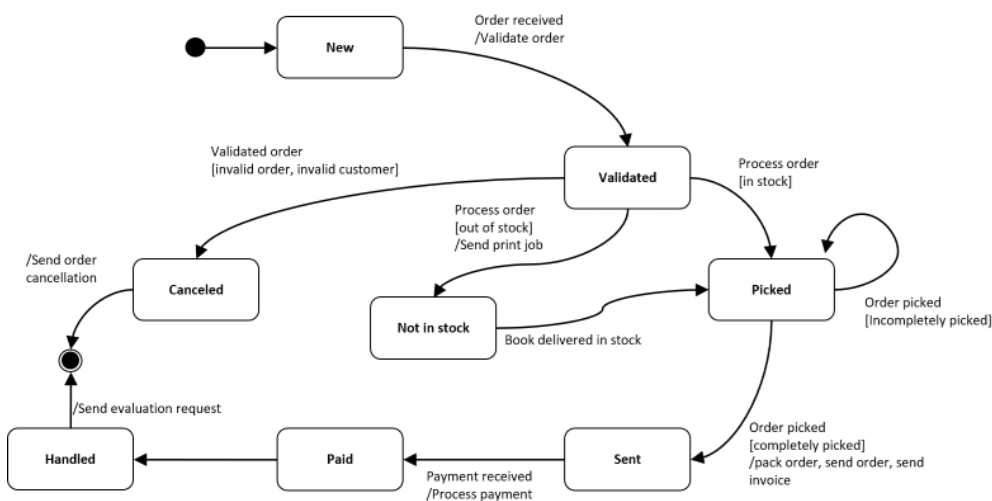 Order received
/Validate order
New
Validated order
[invalid order, invalid customer]
Validated
Process order
[in stock]
Process order
[out of stock]
/Send print job
/Send order
cancellation
Canceled
Not in stock
Picked
Order picked
[Incompletely picked]
Book delivered in stock
/Send evaluation request
Order picked
[completely picked]
/pack order, send order, send
invoice
Handled
Paid
Sent
Payment received
/Process payment